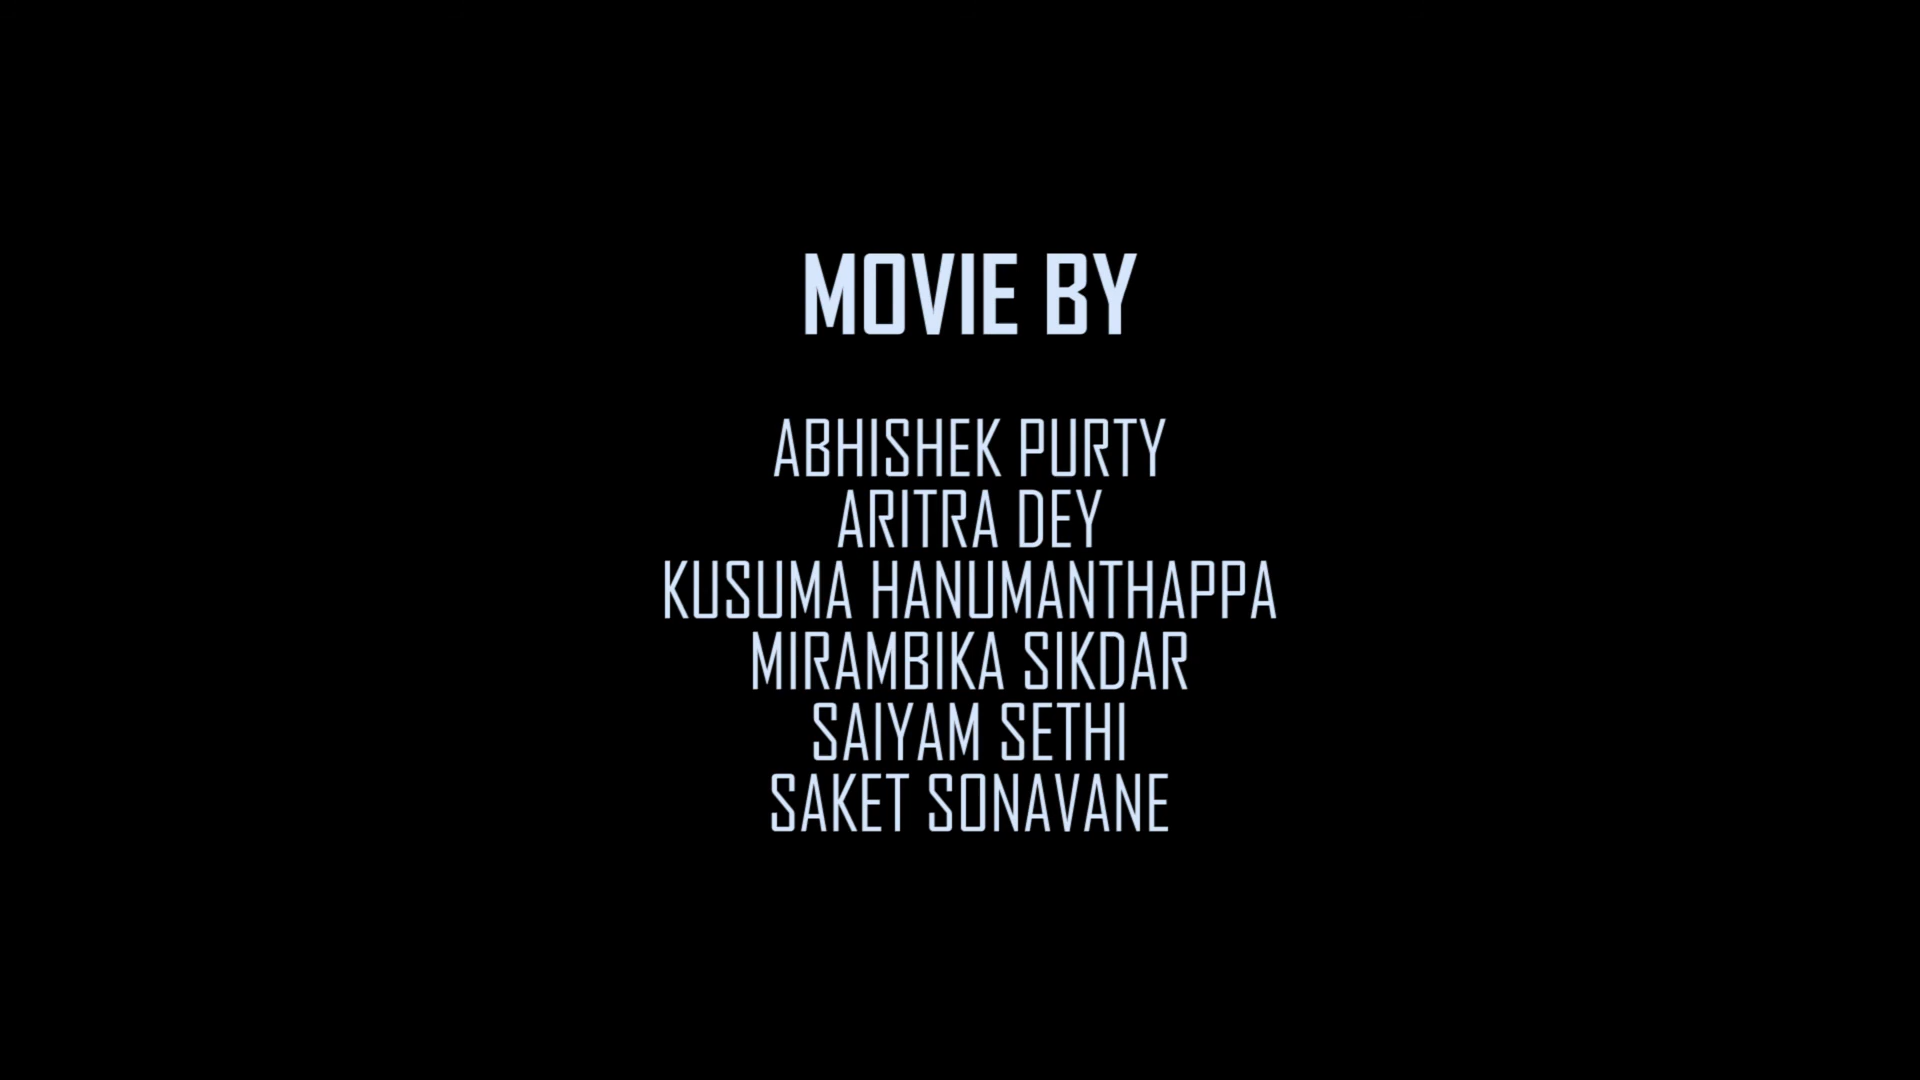 MOVIE BY
ABHISHEK PURTY
ARITRA DEY
KUSUMA HANUMANTHAPPA
MIRAMBIKA SIKDAR
SAIYAM SETHI
SAKET SONAVANE